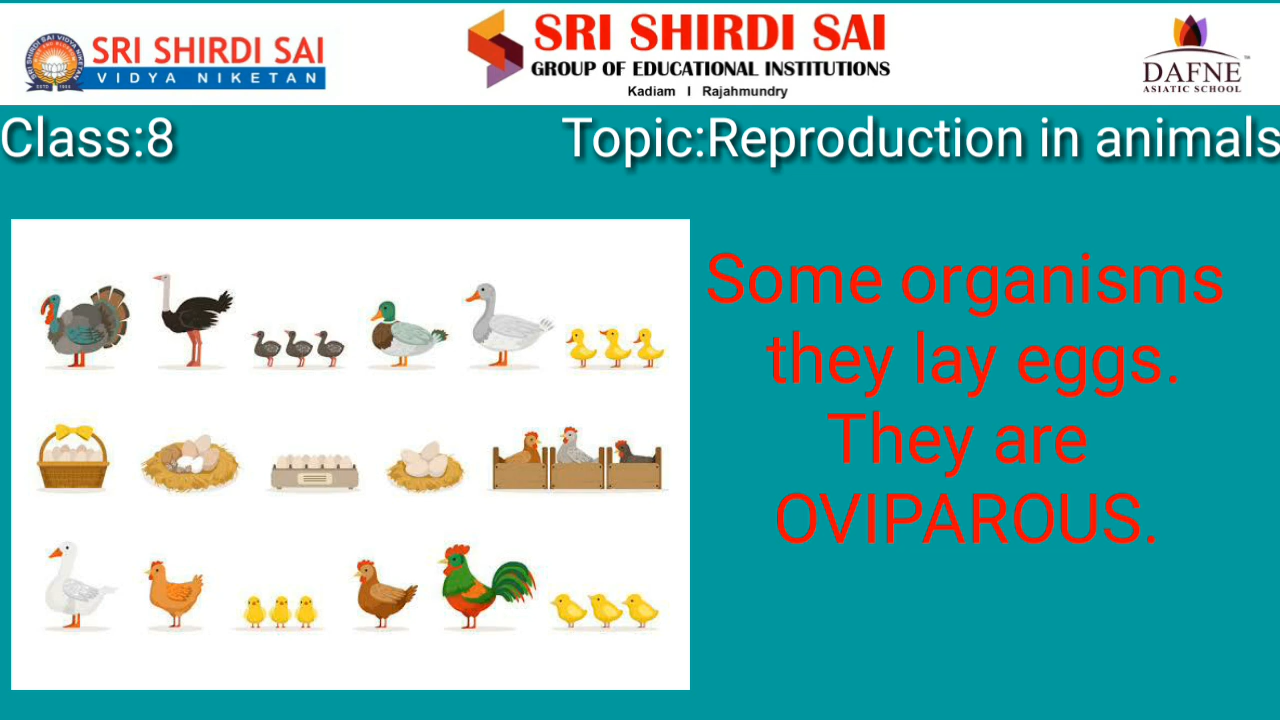 SRI SHIRDI SAI
VIDYA NIKETAN
SRI SHIRDI SAI
GROUP OF EDUCATIONAL INSTITUTIONS
Kadiam I Rajahmundry
DAFNE
ASIATIC SCHOOL
Class:8
Topic:Reproduction in animals
Some organisms
they lay eggs.
They are
OVIPAROUS.